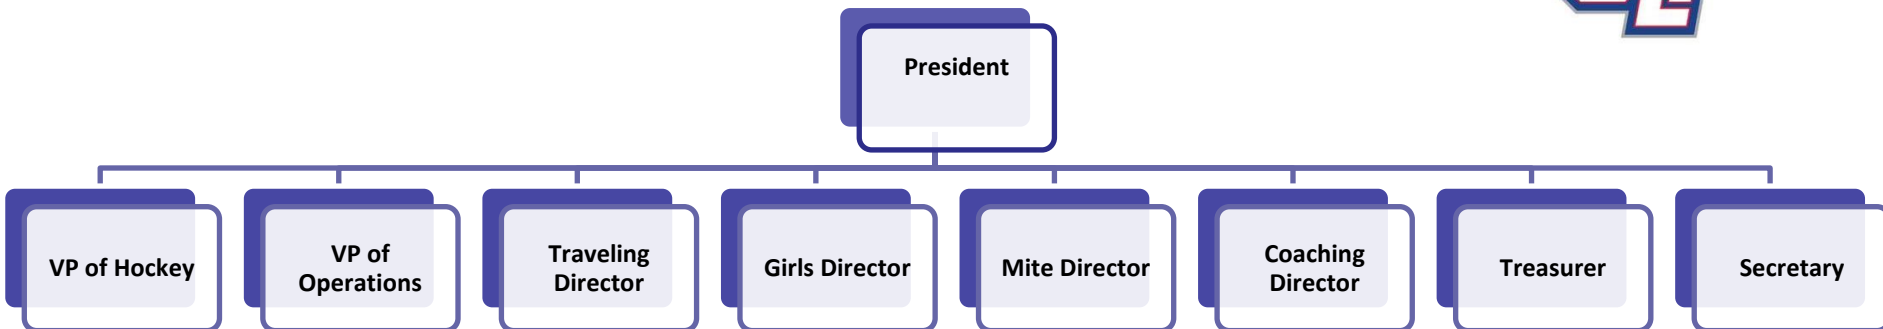 President
VP of Hockey
VP of
Operations
Traveling
Director
Girls Director
Mite Director
Coaching
Director
Treasurer
Secretary